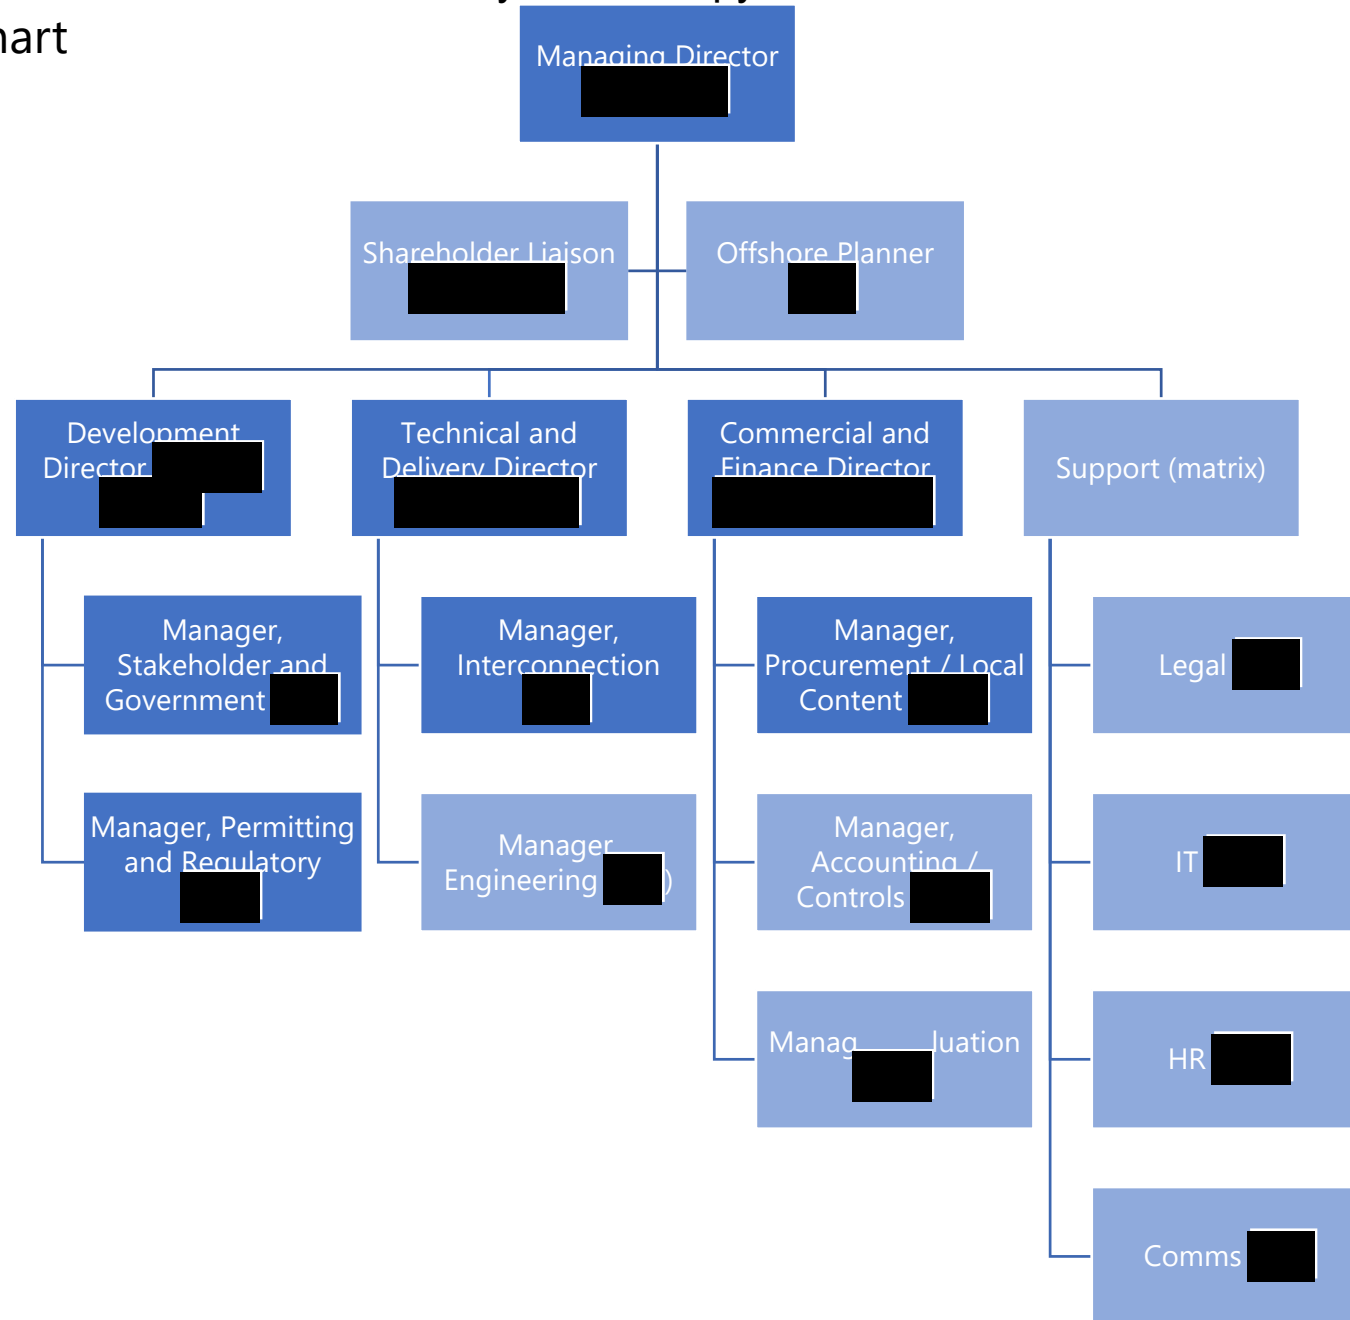 Managing Director
Shareholder Liaison
Offshore Planner
Development
Director
Technical and
Delivery Director
Commercial and
Finance Director
Support (matrix)
Manager,
Stakeholder and
Government
Manager,
Interconnection
Manager,
Procurement / Local
Content
Legal
Manager, Permitting
and Regulatory
Manager
Engineering )
Manager,
Accounting /
Controls
IT
HR
Comms